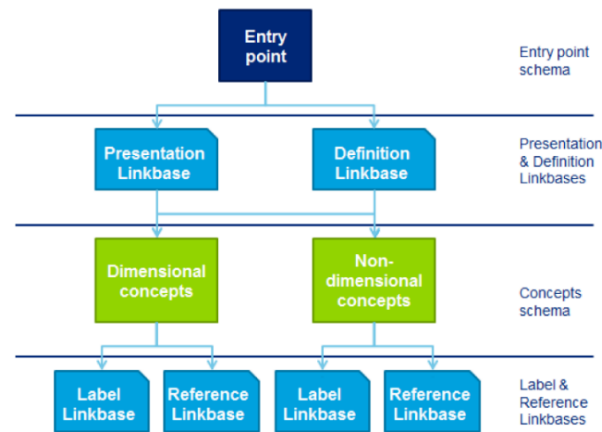 Entry
point
Entry point
schema
Presentation
Linkbase
Definition
Linkbase
Presentation
& Definition
Linkbases
Dimensional
concepts
Non-
dimensional
concepts
Concepts
schema
Label
Linkbase
Reference
Linkbase
Label
Linkbase
Reference
Linkbase
Label &
Reference
Linkbases